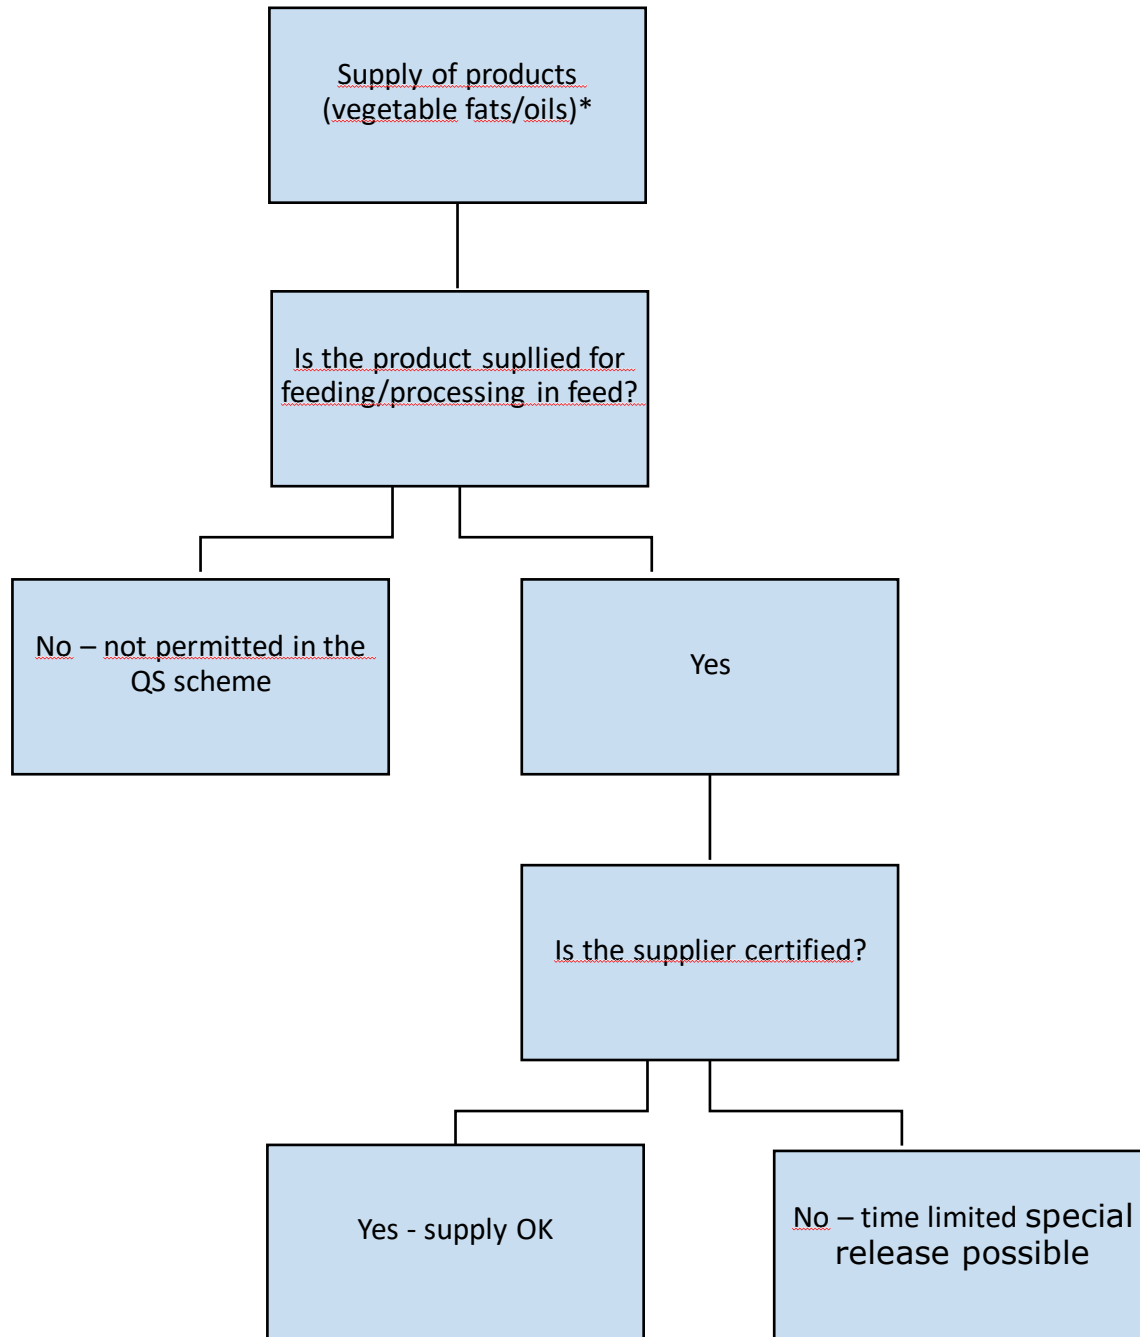 Supply of products
(vegetable fats/oils)*
Is the product supllied for
feeding/processing in feed?
No – not permitted in the
QS scheme
Yes
Is the supplier certified?
Yes - supply OK
No – time limited special
release possible